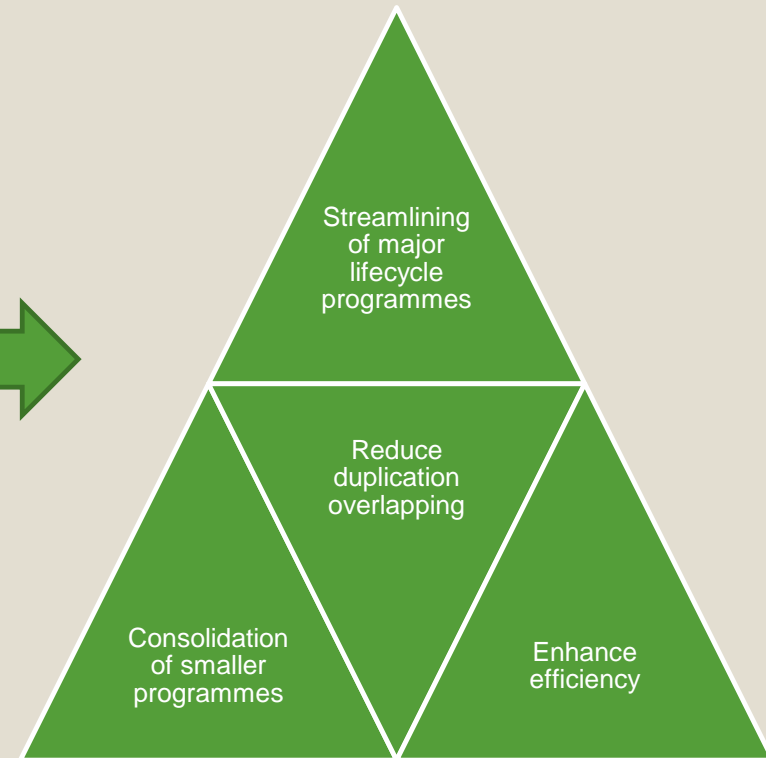 Streamlining
of major
lifecycle
programmes
Reduce
duplication
overlapping
Consolidation
of smaller
programmes
Enhance
efficiency